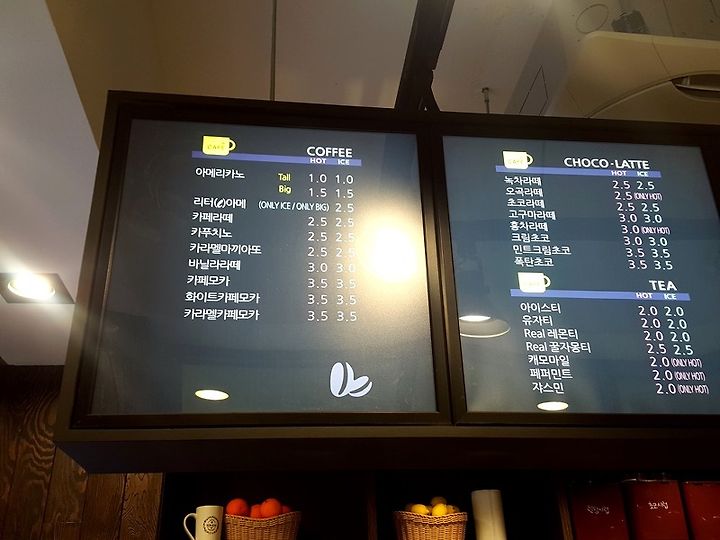 CAFE
COFFEE
HOT ICE
아메리카노 Tall 1.0 1.0
Big 1.5 1.5
리터(ℓ)아메 (ONLY ICE / ONLY BIG) 2.5
카페라떼 2.5 2.5
카푸치노 2.5 2.5
카라멜마끼아또 2.5 2.5
바닐라라떼 3.0 3.0
카페모카 3.5 3.5
화이트카페모카 3.5 3.5
카라멜카페모카 3.5 3.5
CAFE
CHOCO-LATTE
HOT ICE
녹차라떼 2.5 2.5
오곡라떼 2.5 (ONLY HOT)
초코라떼 2.5 2.5
고구마라떼 3.0 3.0
홍차라떼 3.0 (ONLY HOT)
크림초코 3.0 3.0
민트크림초코 3.5 3.5
폭탄초코 3.5 3.5
CAFE
TEA
HOT ICE
아이스티 2.0 2.0
유자티 2.0 2.0
Real 레몬티 2.0 2.0
Real 꿀자몽티 2.5 2.5
캐모마일 2.0 (ONLY HOT)
페퍼민트 2.0 (ONLY HOT)
쟈스민 2.0 (ONLY HOT)